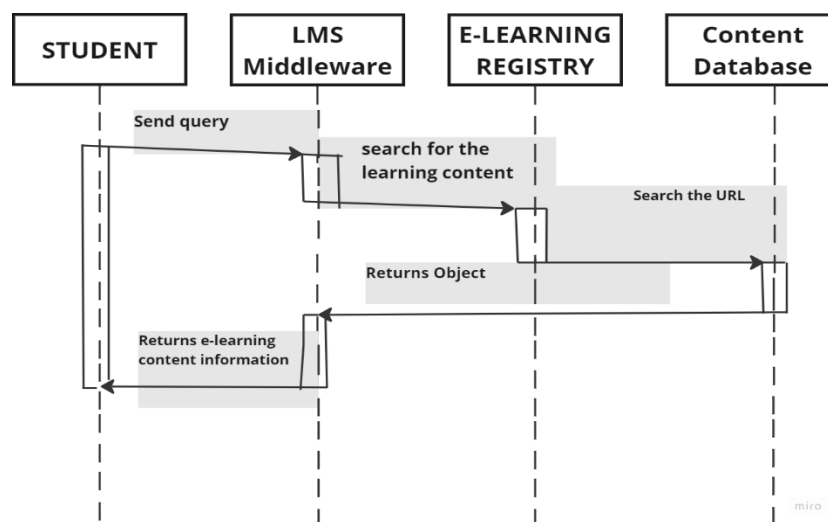 STUDENT
LMS
Middleware
E-LEARNING
REGISTRY
Content
Database
Send query
search for the
learning content
Search the URL
Returns Object
Returns e-learning
content information
miro